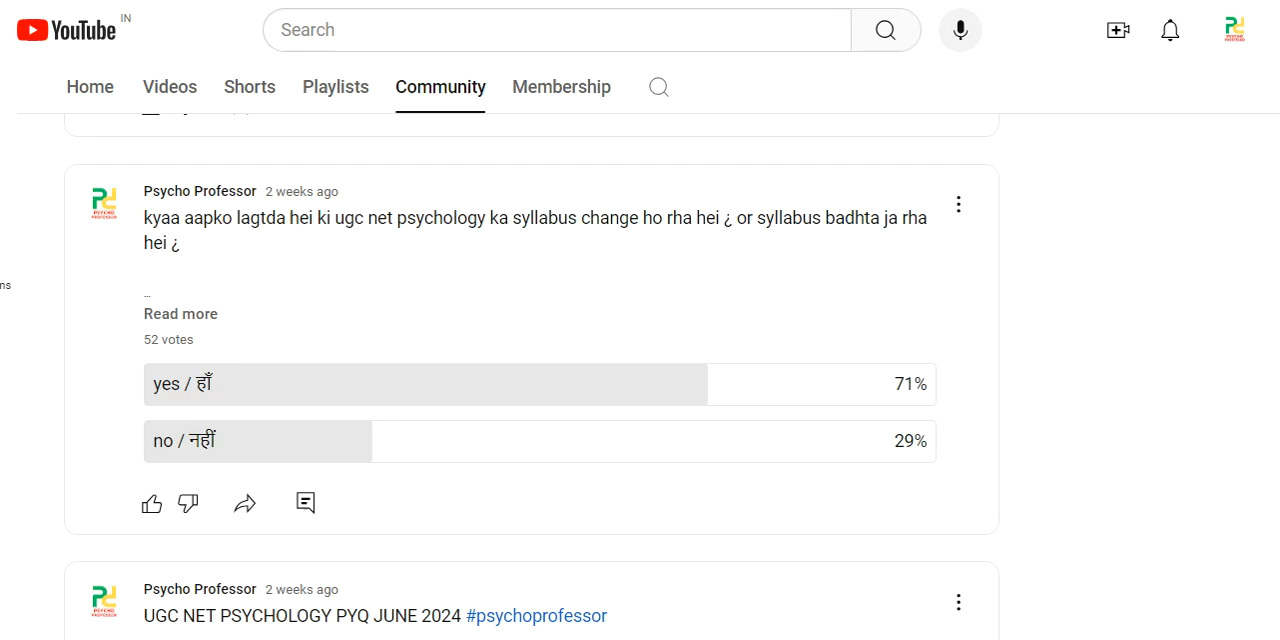 YouTube IN
Search
Home Videos Shorts Playlists Community Membership
Psycho Professor 2 weeks ago
kyaa aapko lagtda hei ki ugc net psychology ka syllabus change ho rha hei ¿ or syllabus badhta ja rha
hei ¿
ns
...
Read more
52 votes
yes / हाँ 71%
no / नहीं 29%
Psycho Professor 2 weeks ago
UGC NET PSYCHOLOGY PYQ JUNE 2024 #psychoprofessor